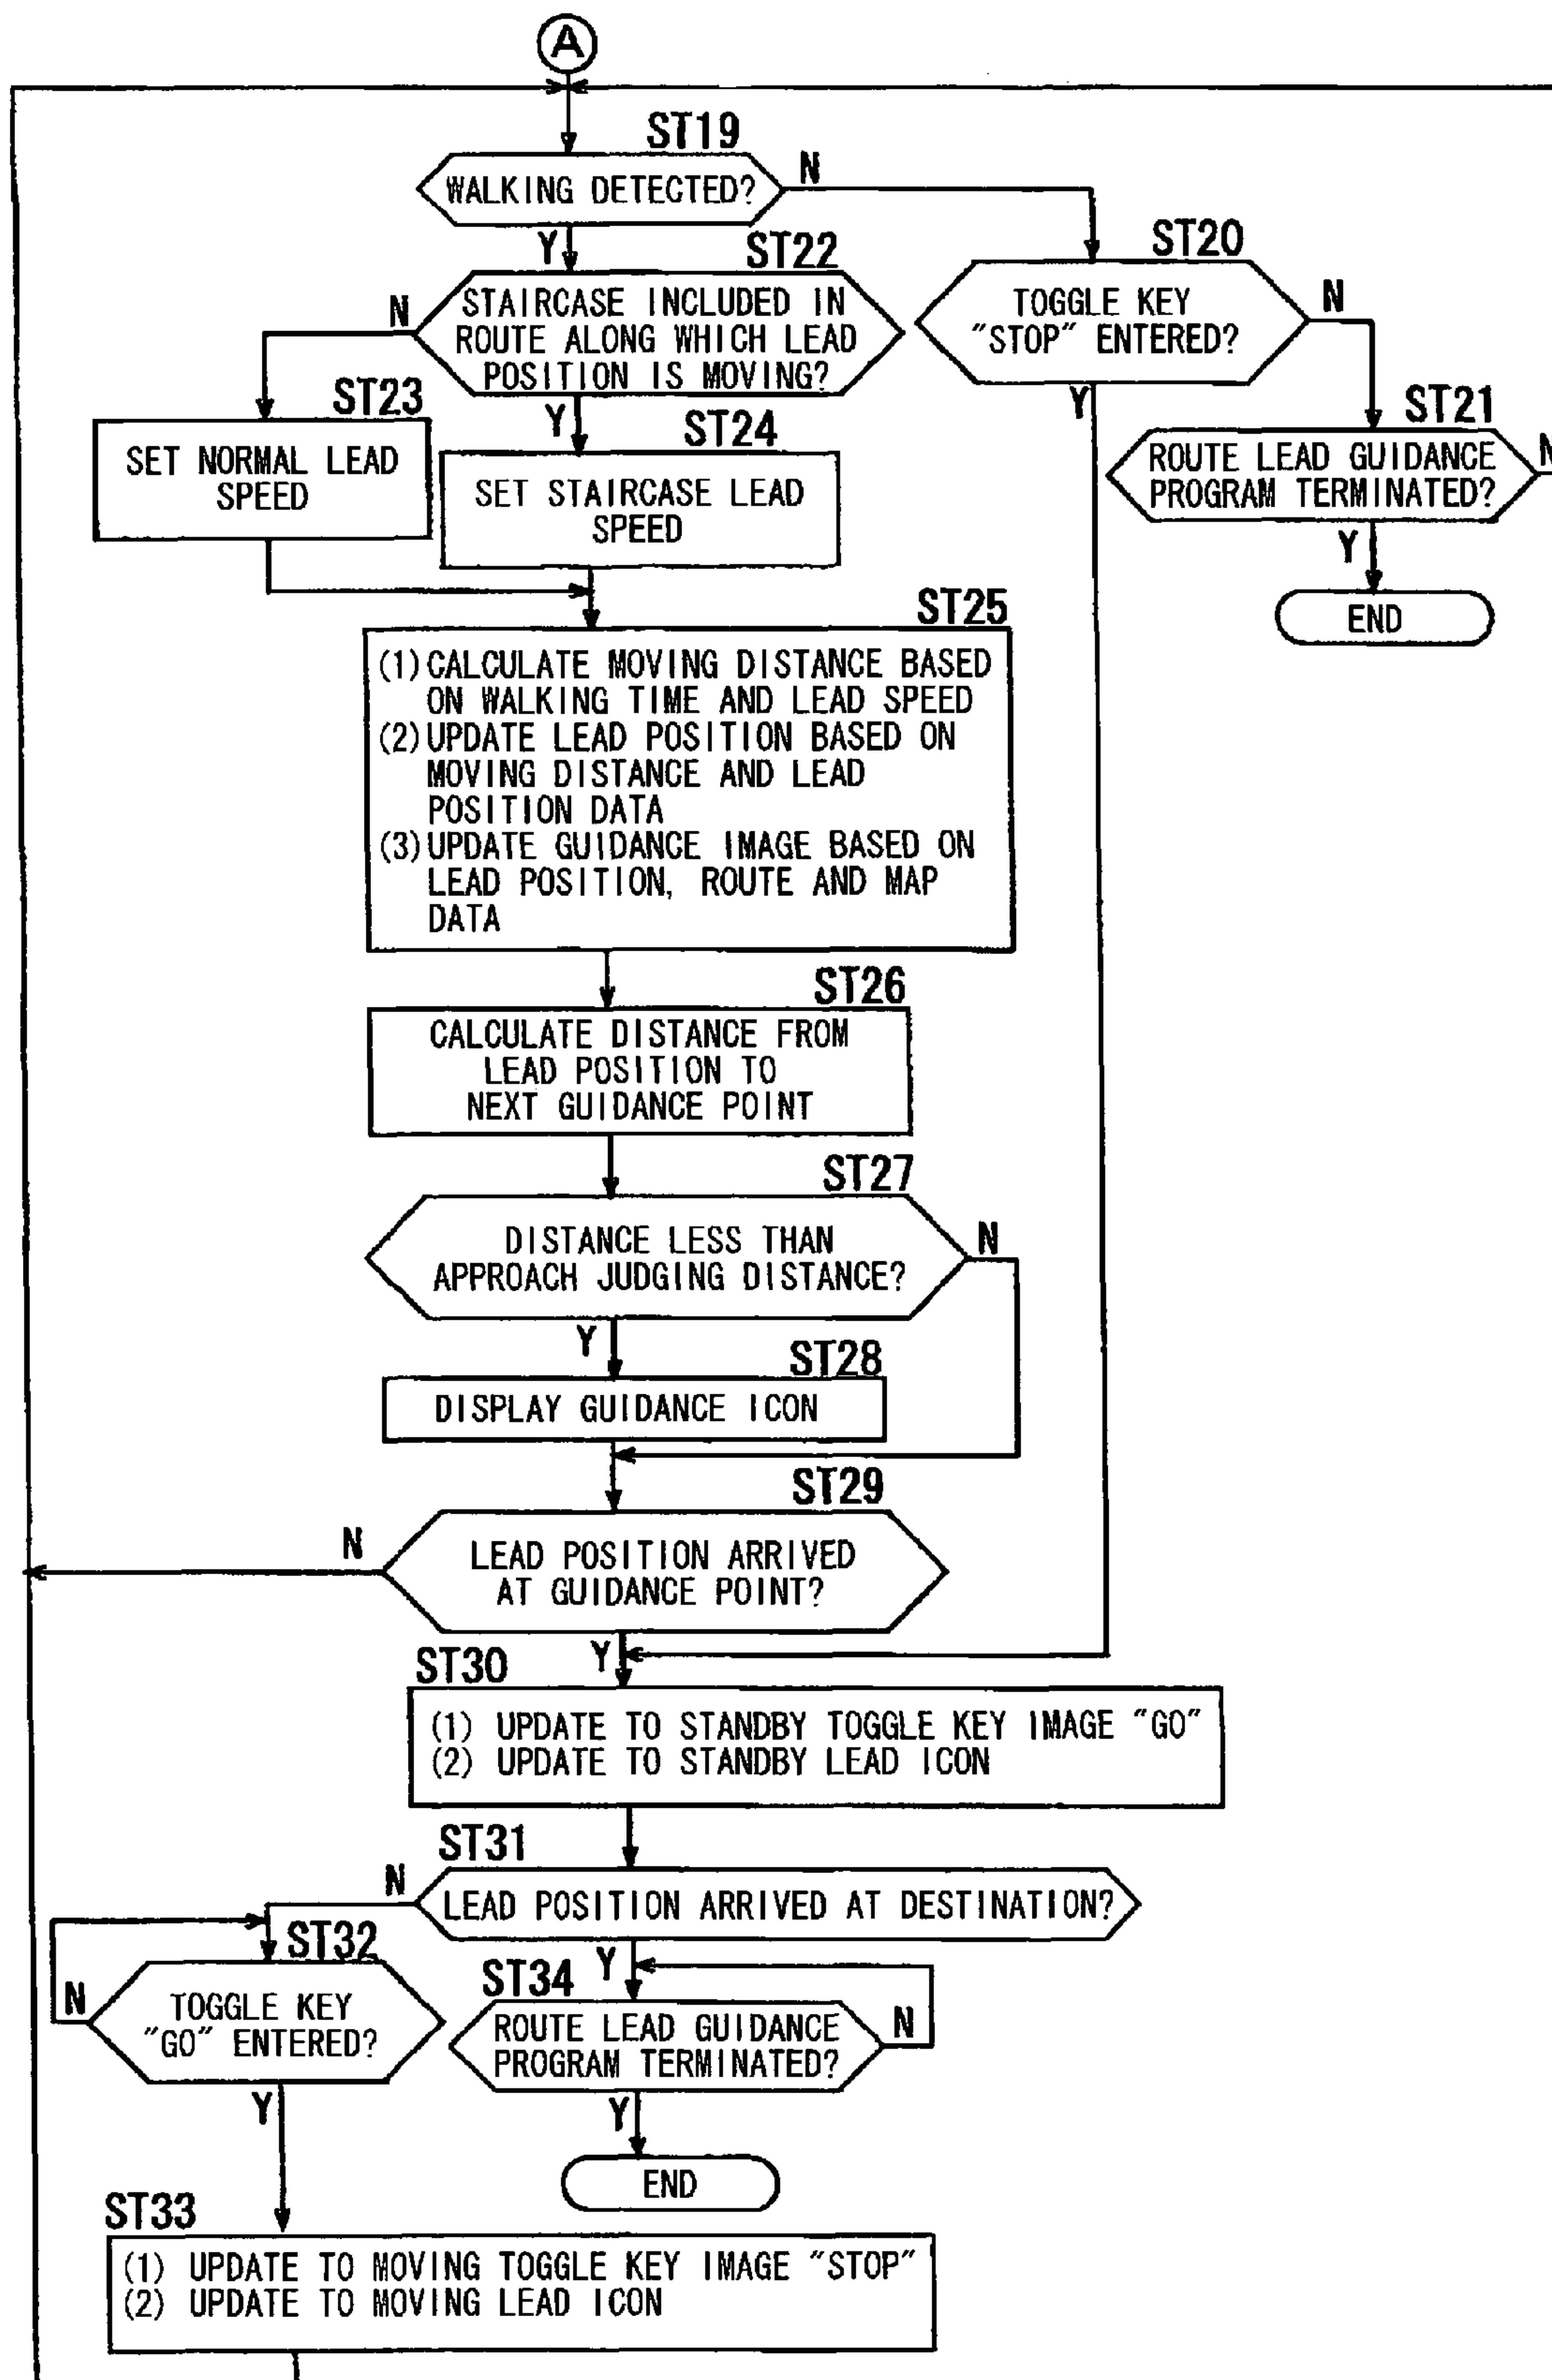 A
ST19
WALKING DETECTED?
N
Y
ST22
ST20
STAIRCASE INCLUDED IN
ROUTE ALONG WHICH LEAD
POSITION IS MOVING?
N
TOGGLE KEY
"STOP" ENTERED?
N
Y
Y
ST23
SET NORMAL LEAD
SPEED
ST24
SET STAIRCASE LEAD
SPEED
ST21
ROUTE LEAD GUIDANCE
PROGRAM TERMINATED?
N
Y
END
ST25
(1) CALCULATE MOVING DISTANCE BASED
ON WALKING TIME AND LEAD SPEED
(2) UPDATE LEAD POSITION BASED ON
MOVING DISTANCE AND LEAD
POSITION DATA
(3) UPDATE GUIDANCE IMAGE BASED ON
LEAD POSITION, ROUTE AND MAP
DATA
ST26
CALCULATE DISTANCE FROM
LEAD POSITION TO
NEXT GUIDANCE POINT
ST27
DISTANCE LESS THAN
APPROACH JUDGING DISTANCE?
N
Y
ST28
DISPLAY GUIDANCE ICON
ST29
N
LEAD POSITION ARRIVED
AT GUIDANCE POINT?
Y
ST30
(1) UPDATE TO STANDBY TOGGLE KEY IMAGE "GO"
(2) UPDATE TO STANDBY LEAD ICON
ST31
N
LEAD POSITION ARRIVED AT DESTINATION?
Y
ST32
N
TOGGLE KEY
"GO" ENTERED?
Y
ST34
ROUTE LEAD GUIDANCE
PROGRAM TERMINATED?
N
Y
END
ST33
(1) UPDATE TO MOVING TOGGLE KEY IMAGE "STOP"
(2) UPDATE TO MOVING LEAD ICON